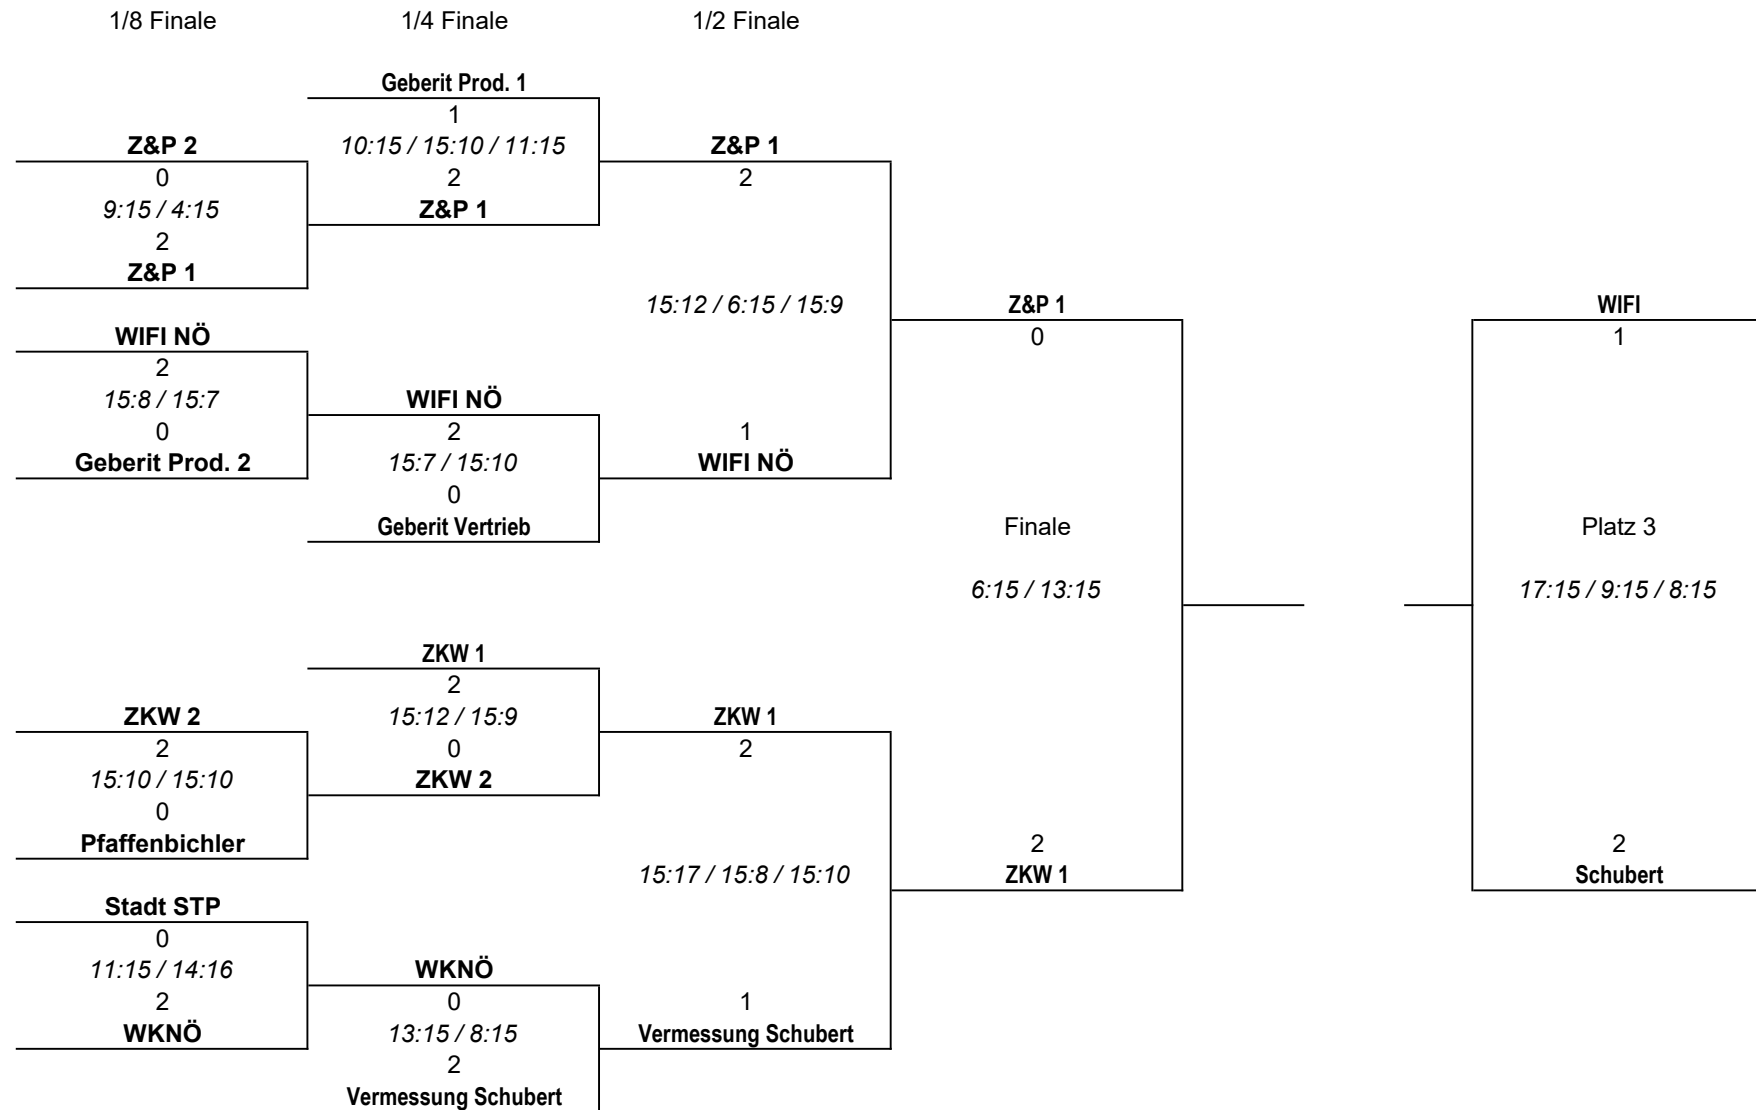 1/8 Finale
1/4 Finale
1/2 Finale
Z&P 2
0
9:15 / 4:15
2
Z&P 1
WIFI NÖ
2
15:8 / 15:7
0
Geberit Prod. 2
ZKW 2
2
15:10 / 15:10
0
Pfaffenbichler
Stadt STP
0
11:15 / 14:16
2
WKNÖ
Geberit Prod. 1
1
10:15 / 15:10 / 11:15
2
Z&P 1
WIFI NÖ
2
15:7 / 15:10
0
Geberit Vertrieb
ZKW 1
2
15:12 / 15:9
0
ZKW 2
WKNÖ
0
13:15 / 8:15
2
Vermessung Schubert
Z&P 1
2
15:12 / 6:15 / 15:9
1
WIFI NÖ
ZKW 1
2
15:17 / 15:8 / 15:10
1
Vermessung Schubert
Z&P 1
0
Finale
6:15 / 13:15
2
ZKW 1
WIFI
1
Platz 3
17:15 / 9:15 / 8:15
2
Schubert